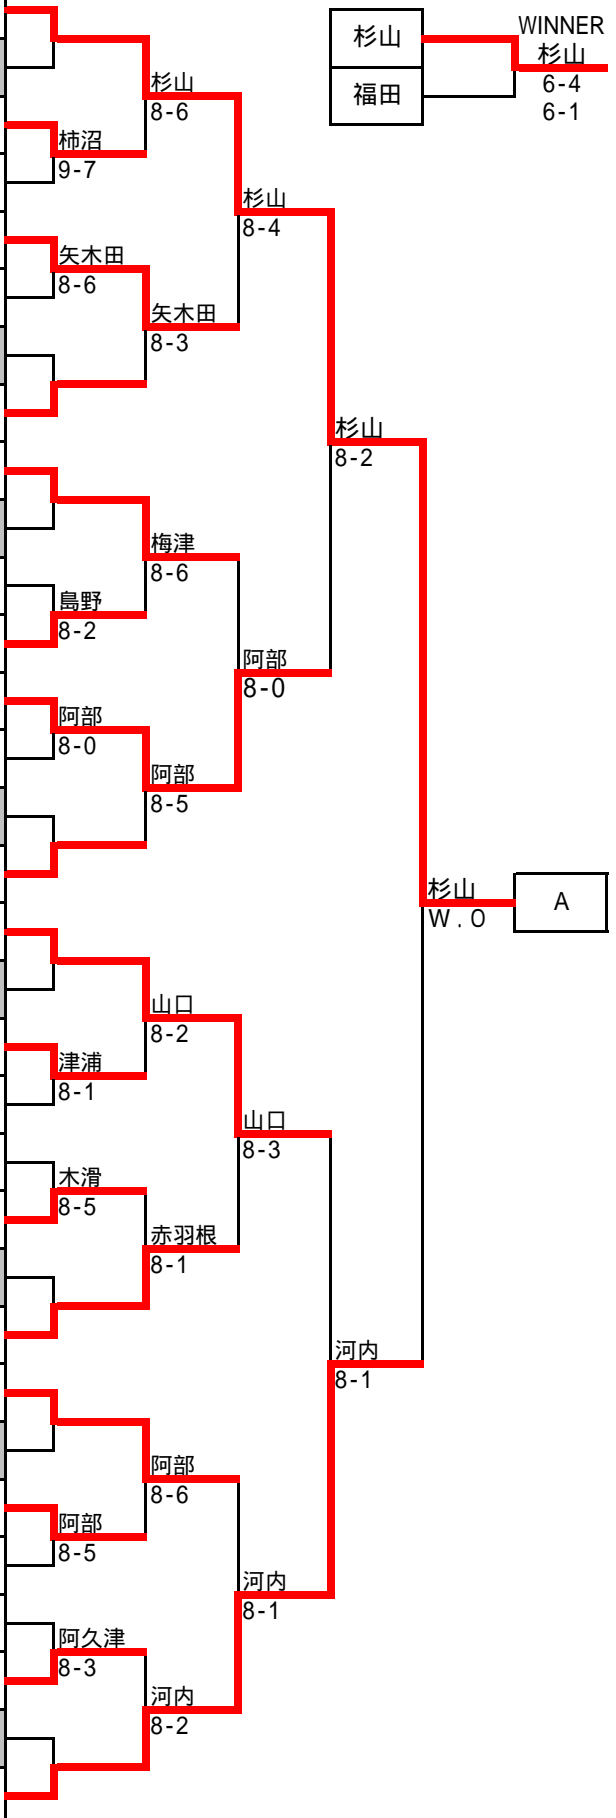 WINNER
杉山
杉山
6-4
福田
6-1
杉山
8-6
柿沼
9-7
杉山
8-4
矢木田
8-6
矢木田
8-3
杉山
8-2
梅津
8-6
島野
8-2
阿部
8-0
阿部
8-0
阿部
8-5
杉山
W.O
A
山口
8-2
津浦
8-1
山口
8-3
木滑
8-5
赤羽根
8-1
河内
8-1
阿部
8-6
阿部
8-5
河内
8-1
阿久津
8-3
河内
8-2